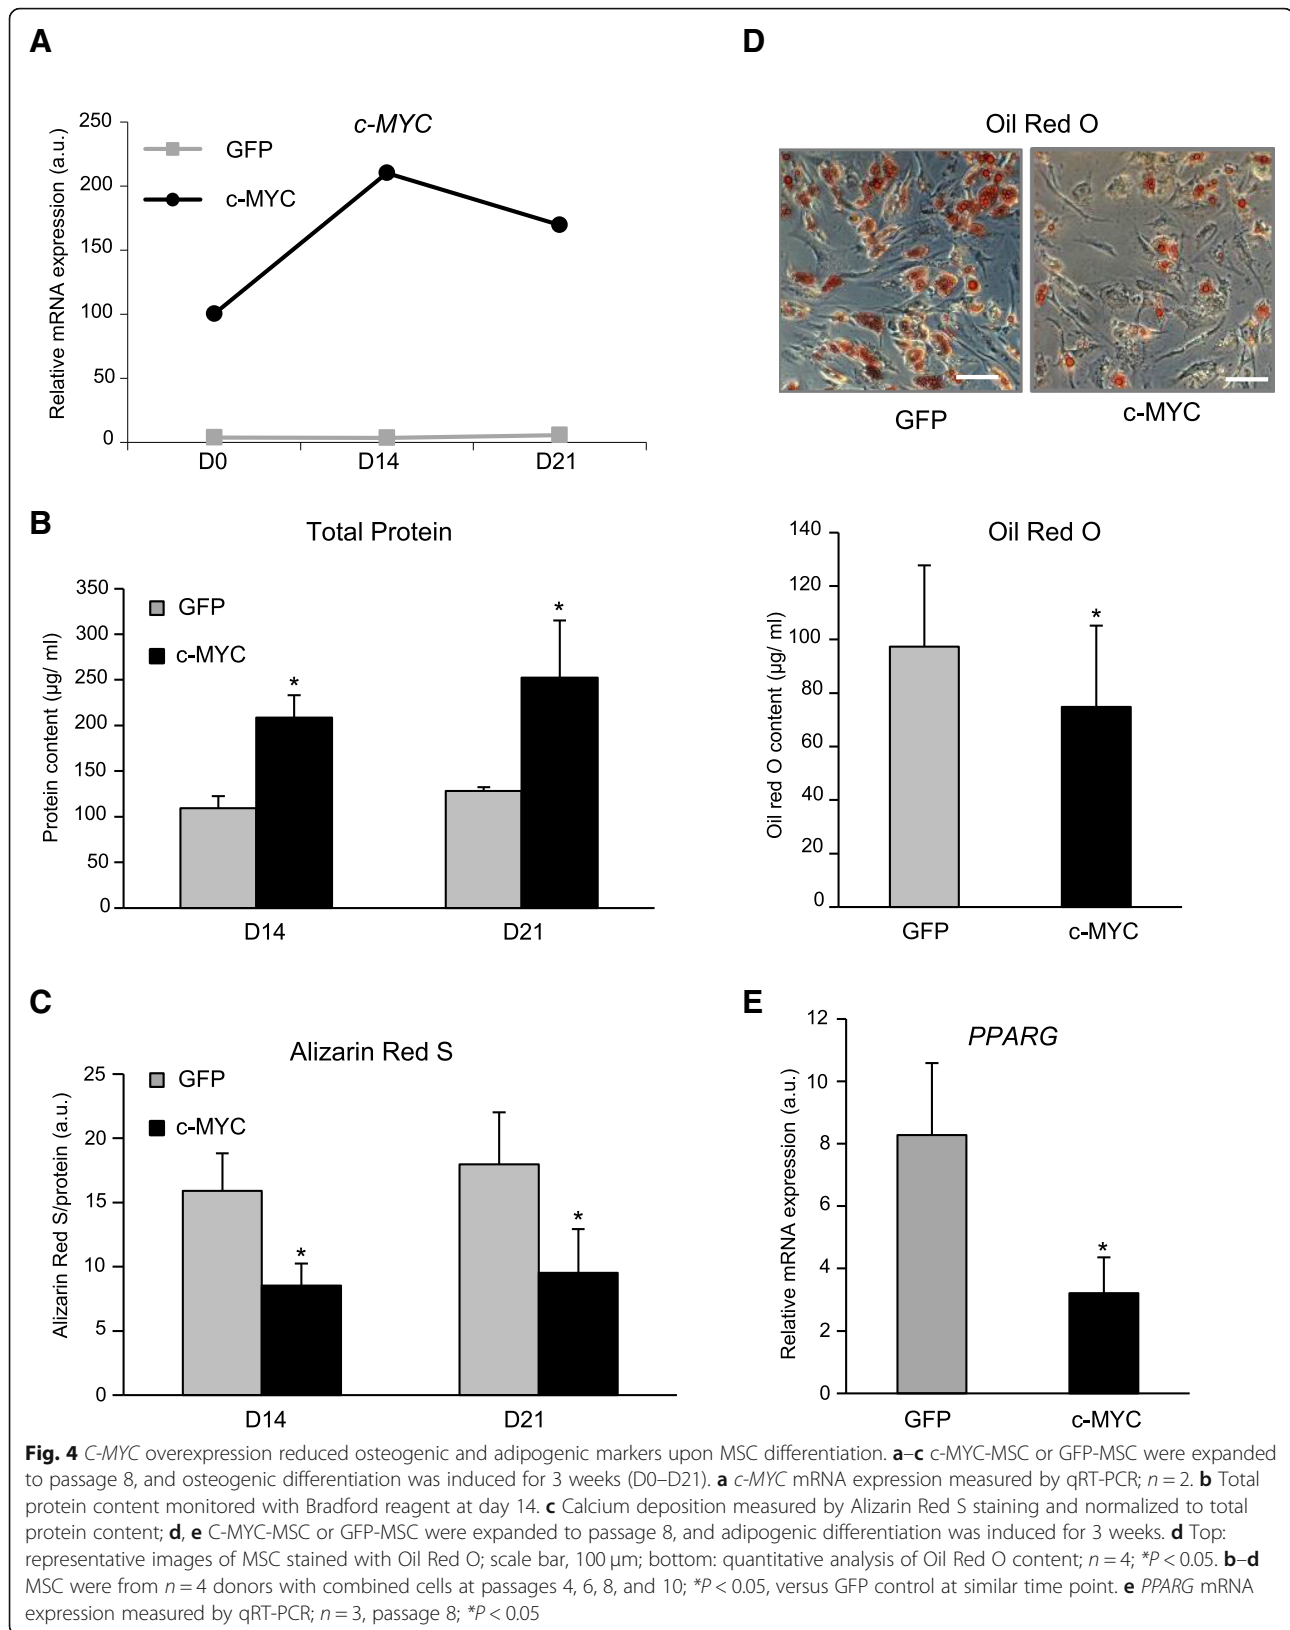 A
c-MYC
GFP
c-MYC
Relative mRNA expression (a.u.)
250
200
150
100
50
0
D0 D14 D21
D
Oil Red O
GFP c-MYC
B
Total Protein
GFP
c-MYC
Protein content (µg/ ml)
350
300
250
200
150
100
50
0
* *
D14 D21
Oil Red O
Oil red O content (µg/ml)
140
120
100
80
60
40
20
0
*
GFP c-MYC
C
Alizarin Red S
GFP
c-MYC
Alizarin Red S/protein (a.u.)
25
20
15
10
5
0
* *
D14 D21
E
PPARG
Relative mRNA expression (a.u.)
12
10
8
6
4
2
0
*
GFP c-MYC
Fig. 4 C-MYC overexpression reduced osteogenic and adipogenic markers upon MSC differentiation. a–c c-MYC-MSC or GFP-MSC were expanded
to passage 8, and osteogenic differentiation was induced for 3 weeks (D0–D21). a c-MYC mRNA expression measured by qRT-PCR; n = 2. b Total
protein content monitored with Bradford reagent at day 14. c Calcium deposition measured by Alizarin Red S staining and normalized to total
protein content; d, e C-MYC-MSC or GFP-MSC were expanded to passage 8, and adipogenic differentiation was induced for 3 weeks. d Top:
representative images of MSC stained with Oil Red O; scale bar, 100 µm; bottom: quantitative analysis of Oil Red O content; n = 4; *P < 0.05. b–d
MSC were from n = 4 donors with combined cells at passages 4, 6, 8, and 10; *P < 0.05, versus GFP control at similar time point. e PPARG mRNA
expression measured by qRT-PCR; n = 3, passage 8; *P < 0.05